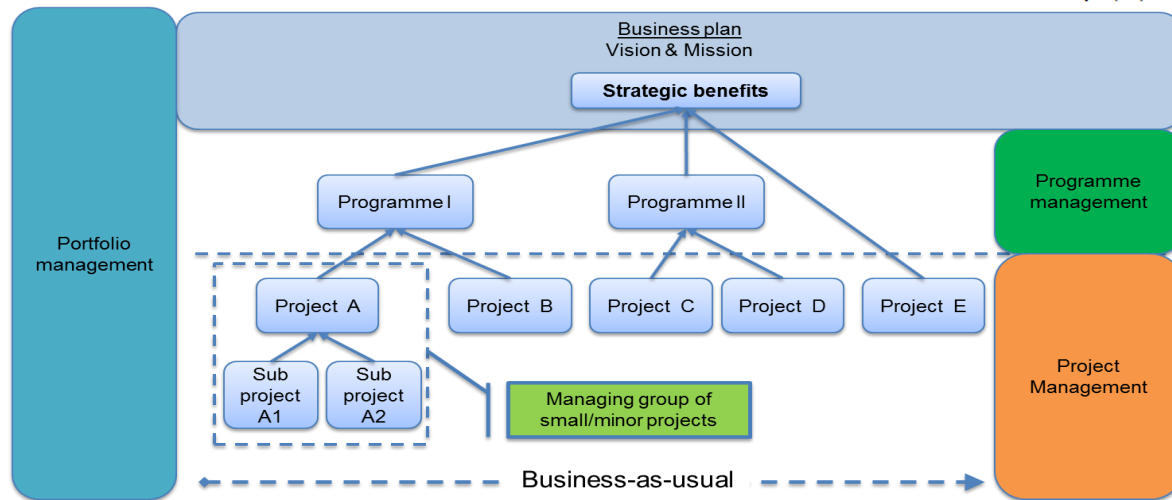 Business plan
Vision & Mission
Strategic benefits
Programme I
Programme II
Programme
management
Portfolio
management
Project A
Project B
Project C
Project D
Project E
Sub
project
A1
Sub
project
A2
Managing group of
small/minor projects
Project
Management
Business-as-usual